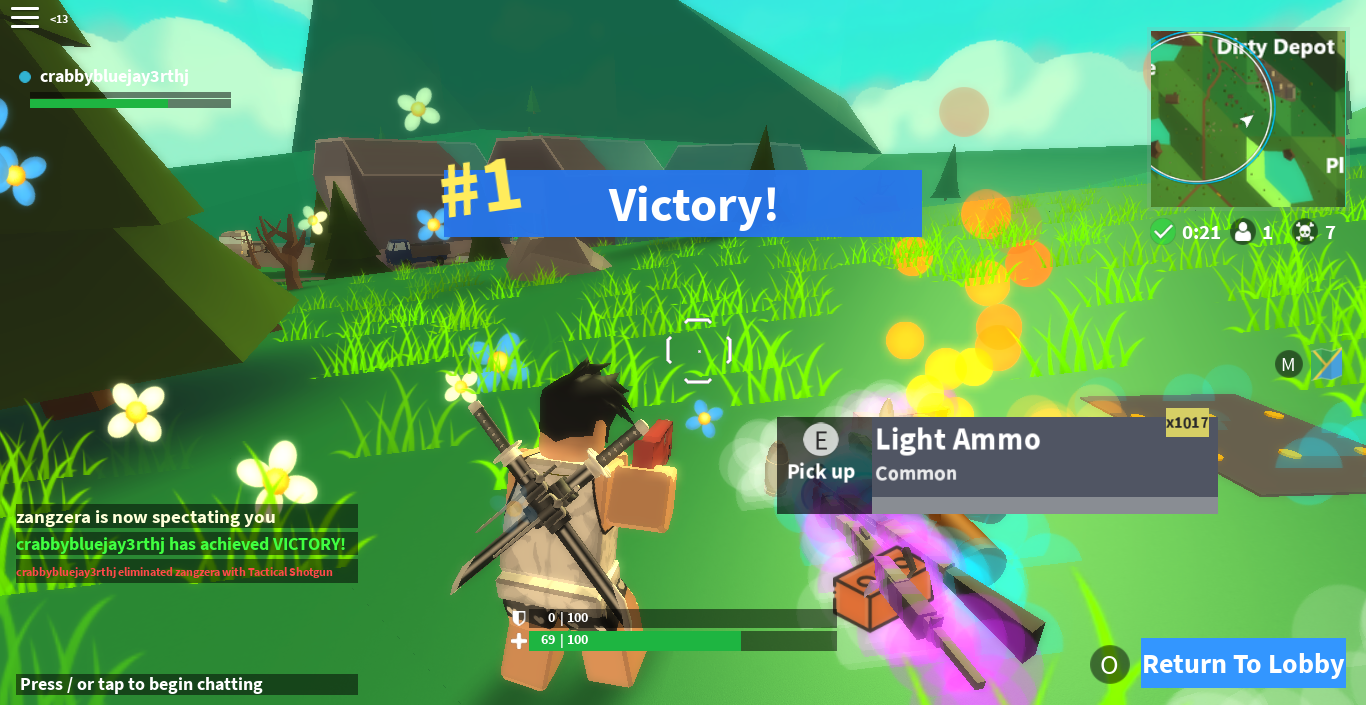 <13
crabbybluejay3rthj
Dirty Depot
e
Pl
#1
Victory!
0:21 1 7
M
x1017
E
Light Ammo
Pick up
Common
zangzera is now spectating you
crabbybluejay3rthj has achieved VICTORY!
crabbybluejay3rthj eliminated zangzera with Tactical Shotgun
0 | 100
69 | 100
O
Return To Lobby
Press / or tap to begin chatting